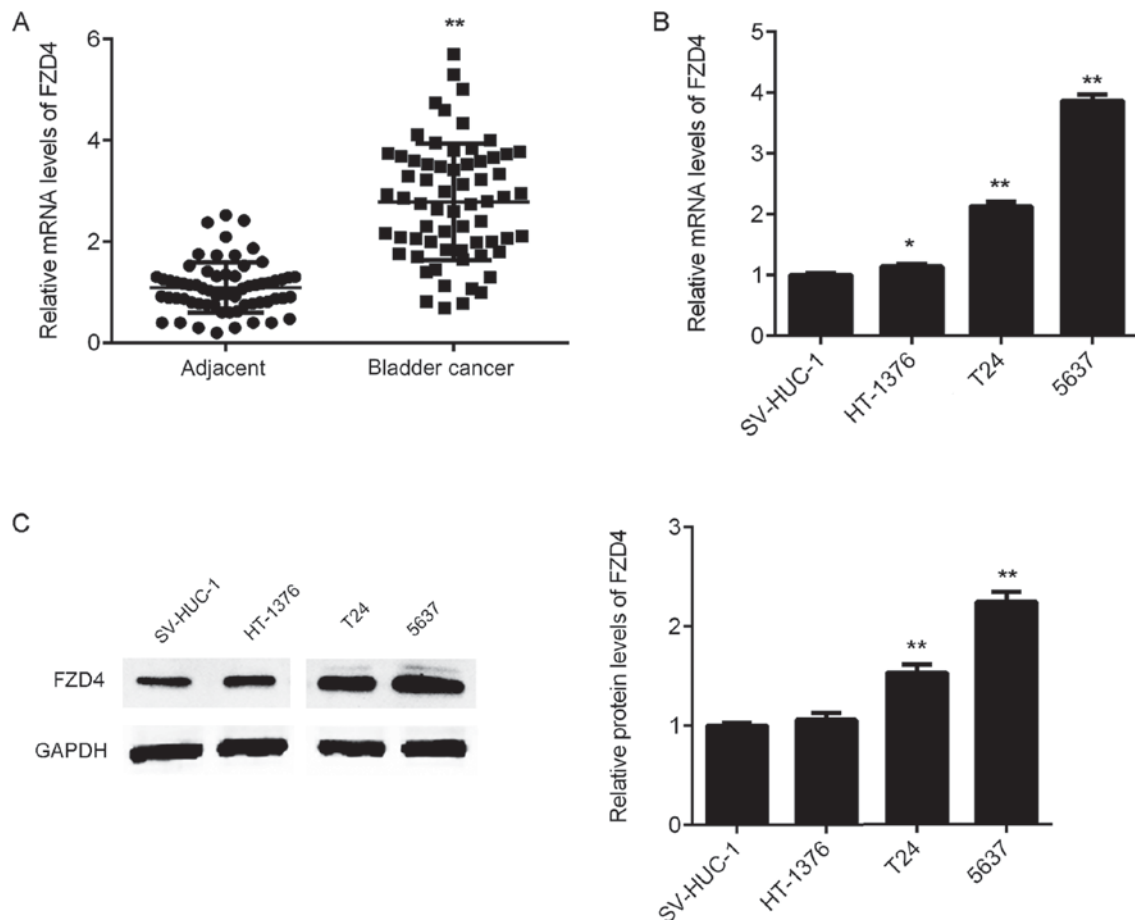 A
Relative mRNA levels of FZD4
6
4
2
0
**
Adjacent
Bladder cancer
B
Relative mRNA levels of FZD4
5
4
3
2
1
0
*
**
**
SV-HUC-1
HT-1376
T24
5637
C
SV-HUC-1
HT-1376
T24
5637
FZD4
GAPDH
Relative protein levels of FZD4
3
2
1
0
**
**
SV-HUC-1
HT-1376
T24
5637